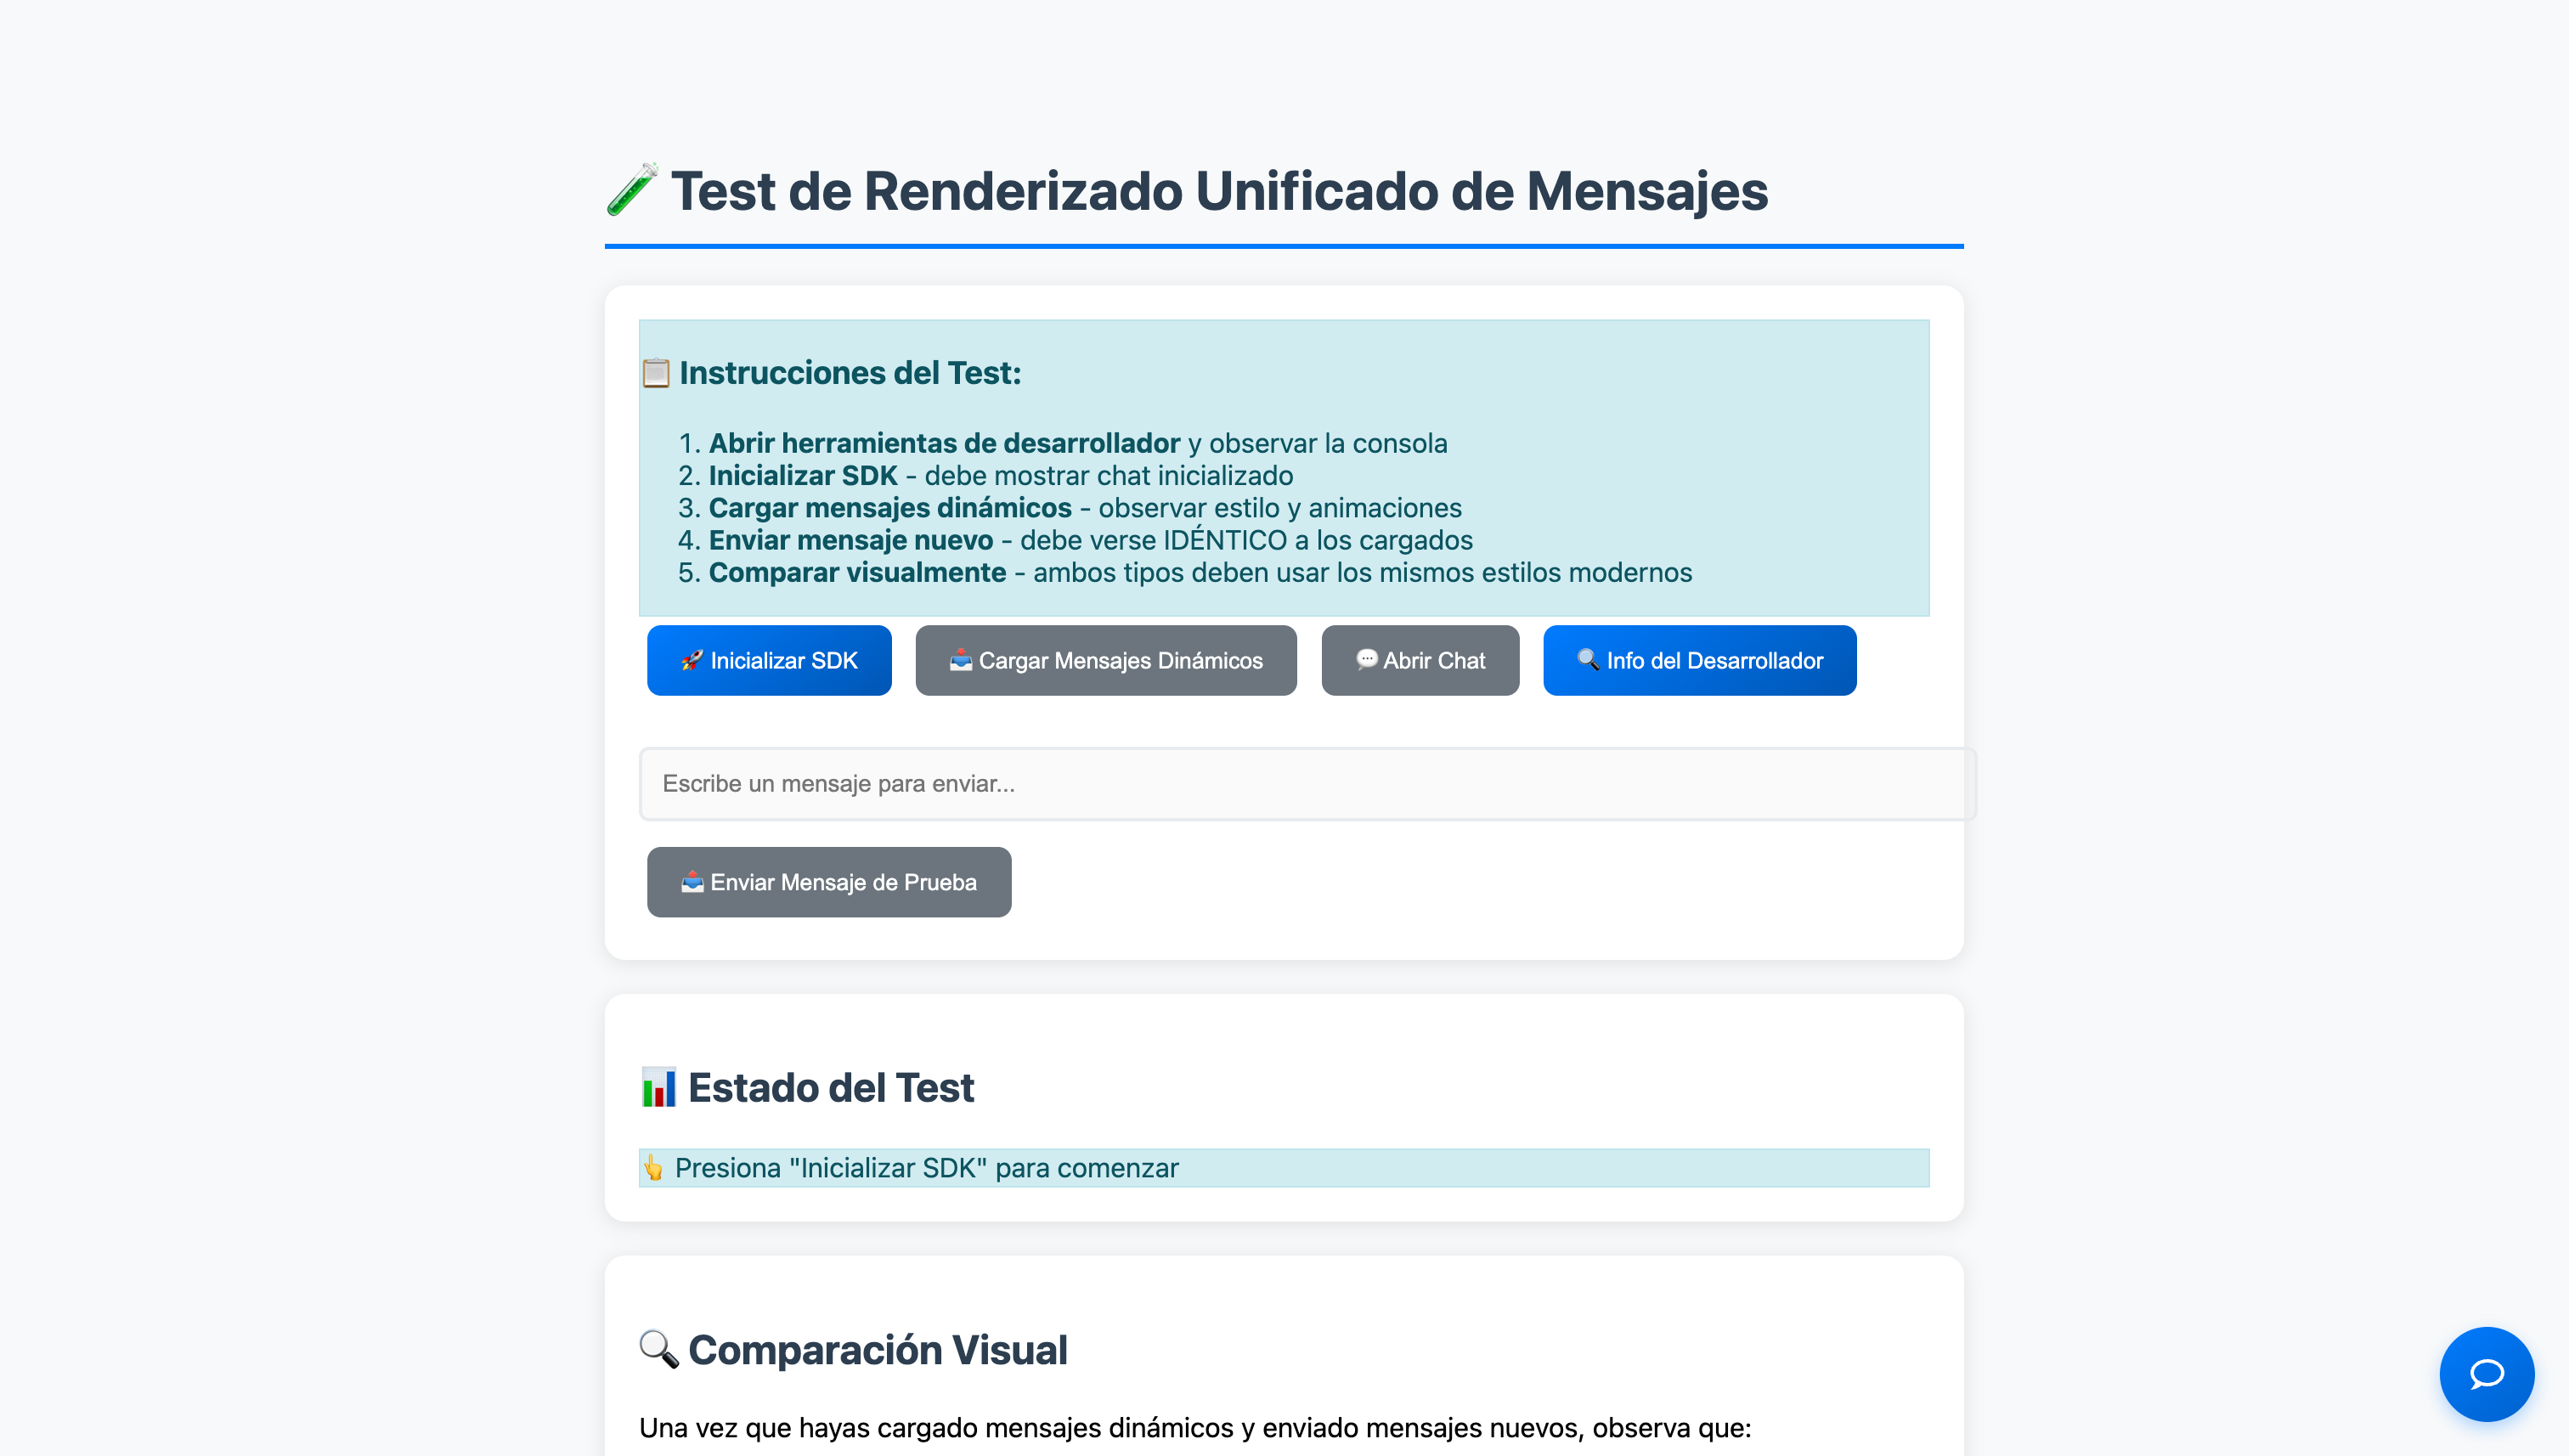 🧪 Test de Renderizado Unificado de Mensajes
📋 Instrucciones del Test:
1. Abrir herramientas de desarrollador y observar la consola
2. Inicializar SDK - debe mostrar chat inicializado
3. Cargar mensajes dinámicos - observar estilo y animaciones
4. Enviar mensaje nuevo - debe verse IDÉNTICO a los cargados
5. Comparar visualmente - ambos tipos deben usar los mismos estilos modernos
🚀 Inicializar SDK
📥 Cargar Mensajes Dinámicos
💬 Abrir Chat
🔍 Info del Desarrollador
Escribe un mensaje para enviar...
📤 Enviar Mensaje de Prueba
📊 Estado del Test
👆 Presiona "Inicializar SDK" para comenzar
🔍 Comparación Visual
Una vez que hayas cargado mensajes dinámicos y enviado mensajes nuevos, observa que: